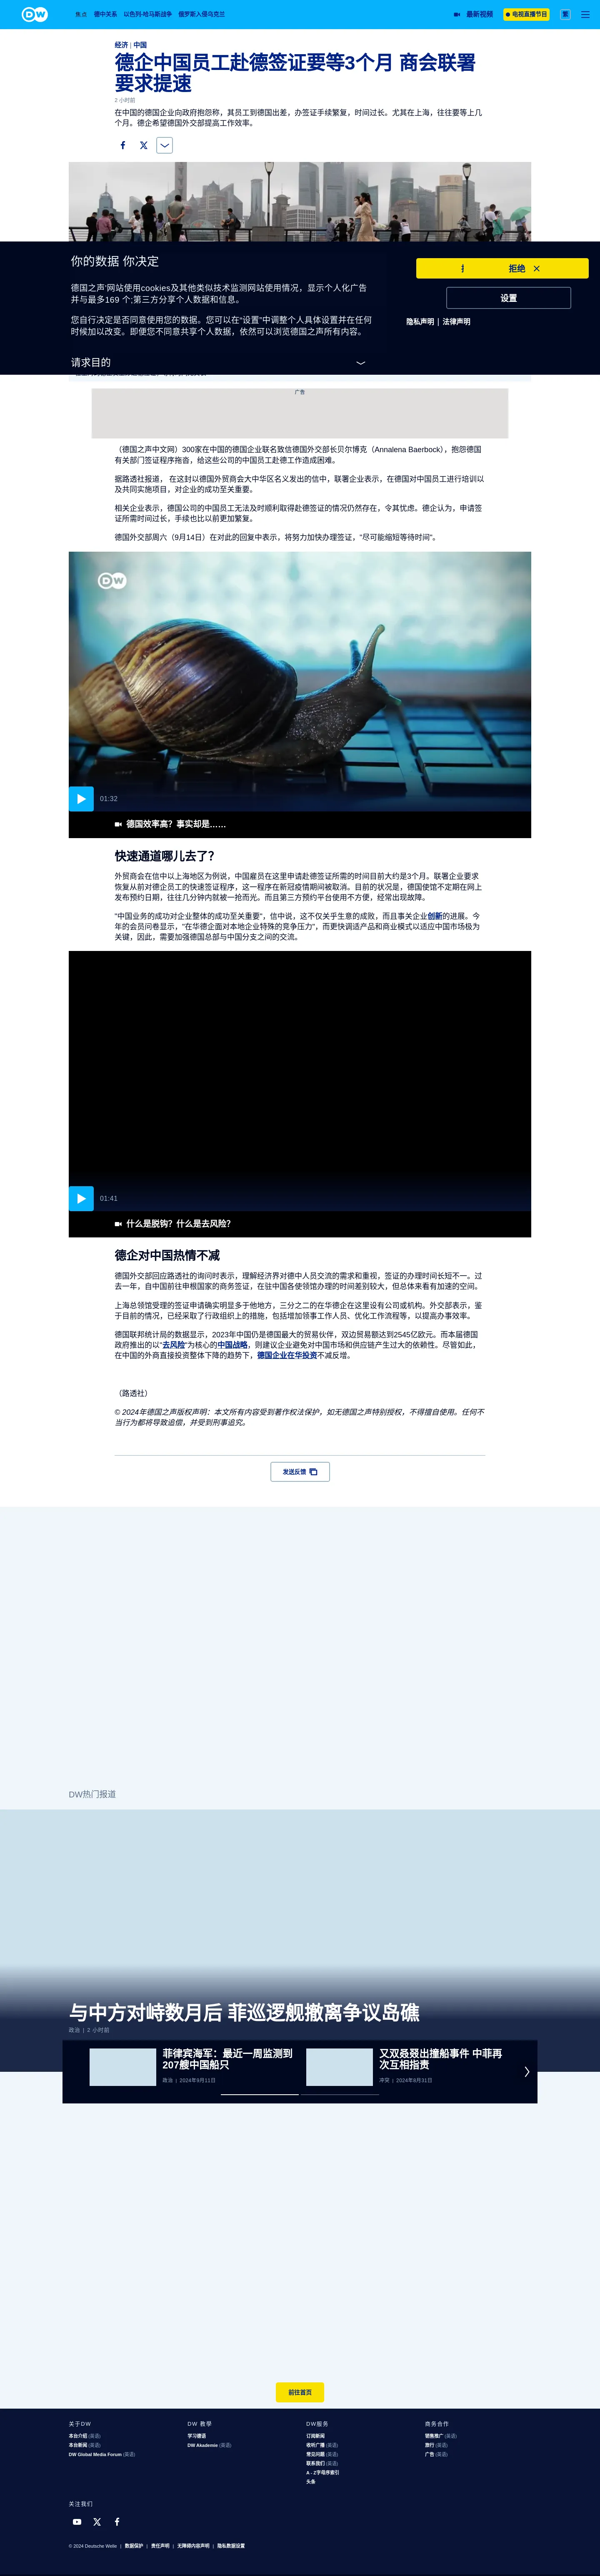 DW
焦点 德中关系 以色列-哈马斯战争 俄罗斯入侵乌克兰
最新视频
电视直播节目
繁
经济 | 中国
德企中国员工赴德签证要等3个月 商会联署
要求提速
2 小时前
在中国的德国企业向政府抱怨称，其员工到德国出差，办签证手续繁复，时间过长。尤其在上海，往往要等上几
个月。德企希望德国外交部提高工作效率。
你的数据 你决定
德国之声˝网站使用cookies及其他类似技术监测网站使用情况，显示个人化广告
并与最多169 个;第三方分享个人数据和信息。
您自行决定是否同意使用您的数据。您可以在"设置"中调整个人具体设置并在任何
时候加以改变。即便您不同意共享个人数据，依然可以浏览德国之声所有内容。
请求目的
拒绝
设置
隐私声明 | 法律声明
广告
（德国之声中文网）300家在中国的德国企业联名致信德国外交部长贝尔博克（Annalena Baerbock），抱怨德国
有关部门签证程序拖沓，给这些公司的中国员工赴德工作造成困难。
据路透社报道， 在这封以德国外贸商会大中华区名义发出的信中，联署企业表示，在德国对中国员工进行培训以
及共同实施项目，对企业的成功至关重要。
相关企业表示，德国公司的中国员工无法及时顺利取得赴德签证的情况仍然存在，令其忧虑。德企认为，申请签
证所需时间过长，手续也比以前更加繁复。
德国外交部周六（9月14日）在对此的回复中表示，将努力加快办理签证，"尽可能缩短等待时间"。
DW
01:32
德国效率高？事实却是……
快速通道哪儿去了？
外贸商会在信中以上海地区为例说，中国雇员在这里申请赴德签证所需的时间目前大约是3个月。联署企业要求
恢复从前对德企员工的快速签证程序，这一程序在新冠疫情期间被取消。目前的状况是，德国使馆不定期在网上
发布预约日期，往往几分钟内就被一抢而光。而且第三方预约平台使用不方便，经常出现故障。
"中国业务的成功对企业整体的成功至关重要"，信中说，这不仅关乎生意的成败，而且事关企业创新的进展。今
年的会员问卷显示，"在华德企面对本地企业特殊的竞争压力"，而更快调适产品和商业模式以适应中国市场极为
关键，因此，需要加强德国总部与中国分支之间的交流。
01:41
什么是脱钩？什么是去风险？
德企对中国热情不减
德国外交部回应路透社的询问时表示，理解经济界对德中人员交流的需求和重视，签证的办理时间长短不一。过
去一年，自中国前往申根国家的商务签证，在驻中国各使领馆办理的时间差别较大，但总体来看有加速的空间。
上海总领馆受理的签证申请确实明显多于他地方，三分之二的在华德企在这里设有公司或机构。外交部表示，鉴
于目前的情况，已经采取了行政组织上的措施，包括增加领事工作人员、优化工作流程等，以提高办事效率。
德国联邦统计局的数据显示，2023年中国仍是德国最大的贸易伙伴，双边贸易额达到2545亿欧元。而本届德国
政府推出的以"去风险"为核心的中国战略，则建议企业避免对中国市场和供应链产生过大的依赖性。尽管如此，
在中国的外商直接投资整体下降的趋势下，德国企业在华投资不减反增。
（路透社）
© 2024年德国之声版权声明：本文所有内容受到著作权法保护，如无德国之声特别授权，不得擅自使用。任何不
当行为都将导致追偿，并受到刑事追究。
发送反馈
DW热门报道
与中方对峙数月后 菲巡逻舰撤离争议岛礁
政治 | 2 小时前
菲律宾海军：最近一周监测到
207艘中国船只
政治 | 2024年9月11日
又双叒叕出撞船事件 中菲再
次互相指责
冲突 | 2024年8月31日
前往首页
关于DW
本台介绍 (英语)
本台新闻 (英语)
DW Global Media Forum (英语)
DW 教學
学习德语
DW Akademie (英语)
DW服务
订阅新闻
收听广播 (英语)
常见问题 (英语)
联系我们 (英语)
A - Z字母序索引
头条
商务合作
销售推广 (英语)
旅行 (英语)
广告 (英语)
关注我们
© 2024 Deutsche Welle | 数据保护 | 责任声明 | 无障碍内容声明 | 隐私数据设置